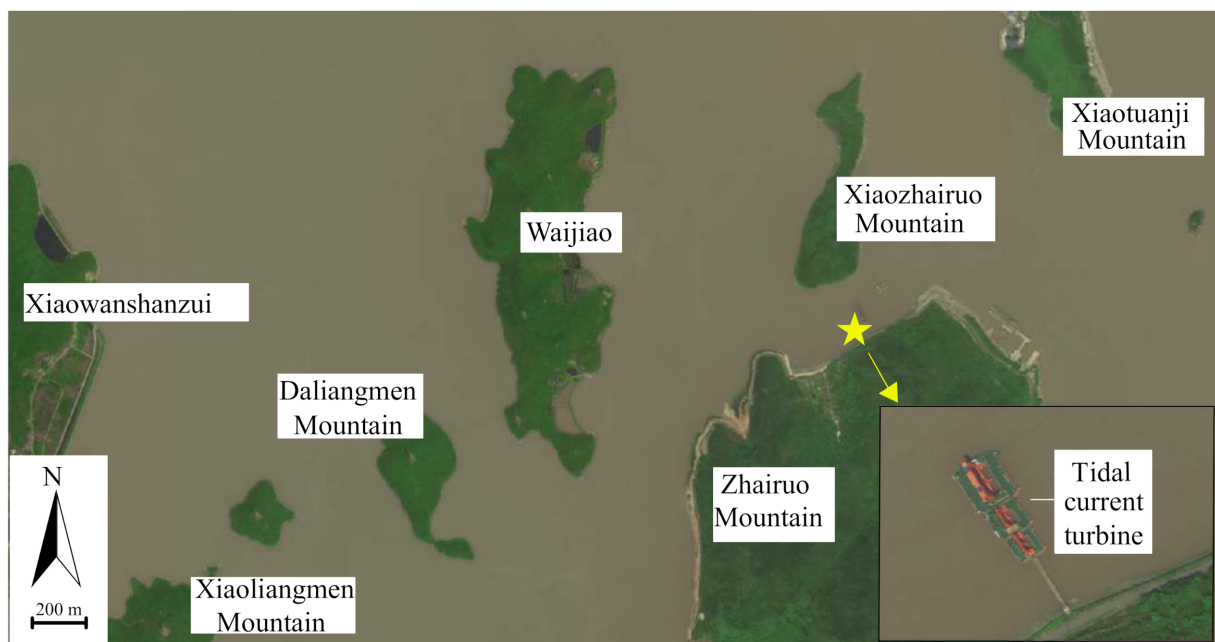 Xiaotuanji
Mountain
Xiaozhairuo
Mountain
Waijiao
Xiaowanshanzui
Daliangmen
Mountain
Zhairuo
Mountain
Tidal
current
turbine
N
200 m
Xiaoliangmen
Mountain